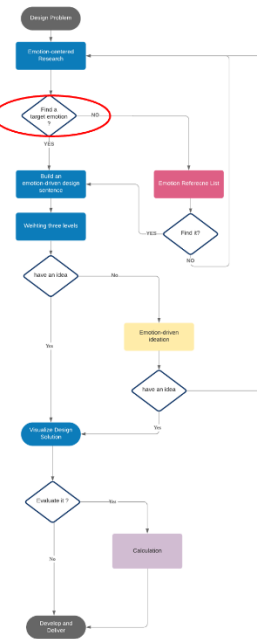 Design Problem
Emotion-centered
Research
Find a
target emotion
?
NO
YES
Build an
emotion-driven design
sentence
Emotion Reference List
Weihting three levels
YES
Find it?
NO
have an idea
No
Emotion-driven
ideation
Yes
have an idea
Yes
Visualize Design
Solution
Evaluate it ?
Yes
Calculation
No
Develop and
Deliver